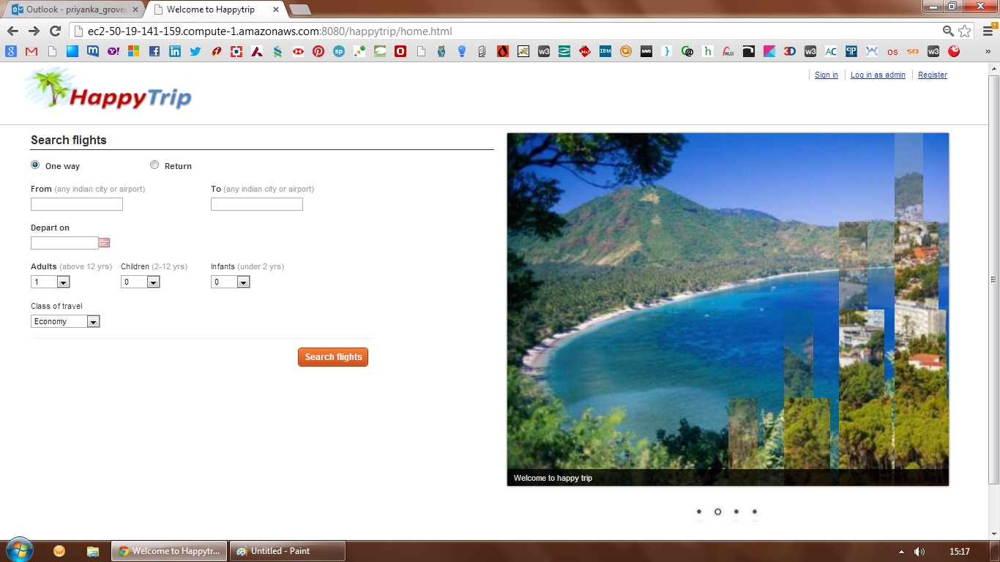 Outlook - priyanka_grover
Welcome to Happytrip
ec2-50-19-141-159.compute-1.amazonaws.com:8080/happytrip/home.html
Sign in
Log in as admin
Register
HappyTrip
Search flights
One way
Return
From (any indian city or airport)
To (any indian city or airport)
Depart on
Adults (above 12 yrs)
Children (2-12 yrs)
Infants (under 2 yrs)
1
0
0
Class of travel
Economy
Search flights
Welcome to happy trip
Welcome to Happytr...
Untitled - Paint
15:17